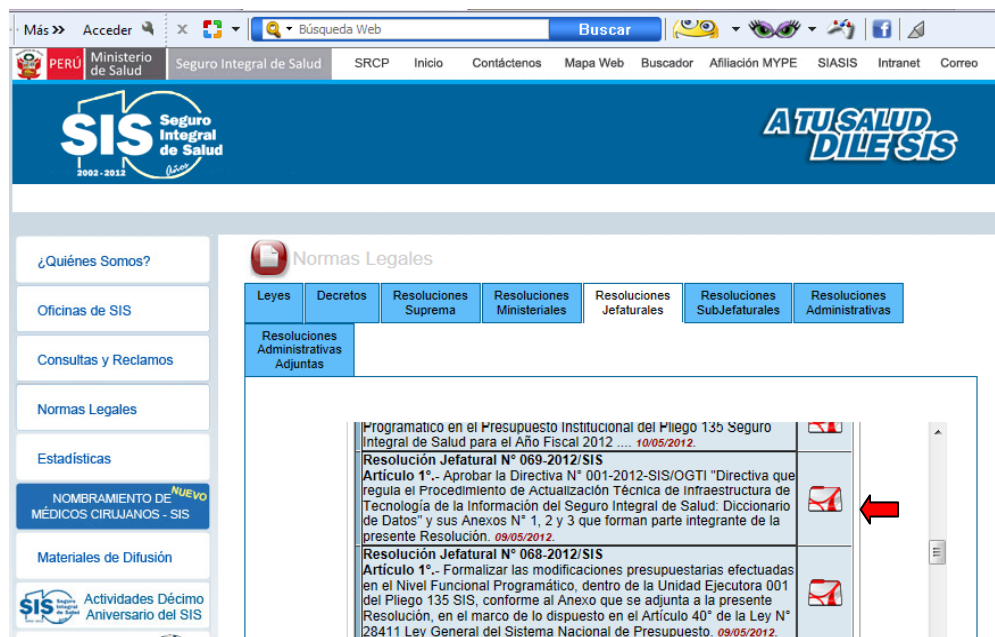 Más >> Acceder Búsqueda Web Buscar
PERÚ Ministerio de Salud Seguro Integral de Salud SRCP Inicio Contáctenos Mapa Web Buscador Afiliación MYPE SIASIS Intranet Correo
SIS Seguro
Integral
de Salud
2002 - 2012 Años
A TU SALUD
DILE SIS
¿Quiénes Somos?
Oficinas de SIS
Consultas y Reclamos
Normas Legales
Estadísticas
NOMBRAMIENTO DE NUEVO
MÉDICOS CIRUJANOS - SIS
Materiales de Difusión
SIS Seguro Integral de Salud Actividades Décimo
Aniversario del SIS
Normas Legales
Leyes Decretos Resoluciones Suprema Resoluciones Ministeriales Resoluciones Jefaturales Resoluciones SubJefaturales Resoluciones Administrativas
Resoluciones
Administrativas
Adjuntas
Programático en el Presupuesto Institucional del Pliego 135 Seguro
Integral de Salud para el Año Fiscal 2012 .... 10/05/2012.
Resolución Jefatural N° 069-2012/SIS
Artículo 1°.- Aprobar la Directiva N° 001-2012-SIS/OGTI "Directiva que
regula el Procedimiento de Actualización Técnica de Infraestructura de
Tecnología de la Información del Seguro Integral de Salud: Diccionario
de Datos" y sus Anexos N° 1, 2 y 3 que forman parte integrante de la
presente Resolución. 09/05/2012.
Resolución Jefatural N° 068-2012/SIS
Artículo 1°.- Formalizar las modificaciones presupuestarias efectuadas
en el Nivel Funcional Programático, dentro de la Unidad Ejecutora 001
del Pliego 135 SIS, conforme al Anexo que se adjunta a la presente
Resolución, en el marco de lo dispuesto en el Artículo 40° de la Ley N°
28411 Ley General del Sistema Nacional de Presupuesto. 09/05/2012.